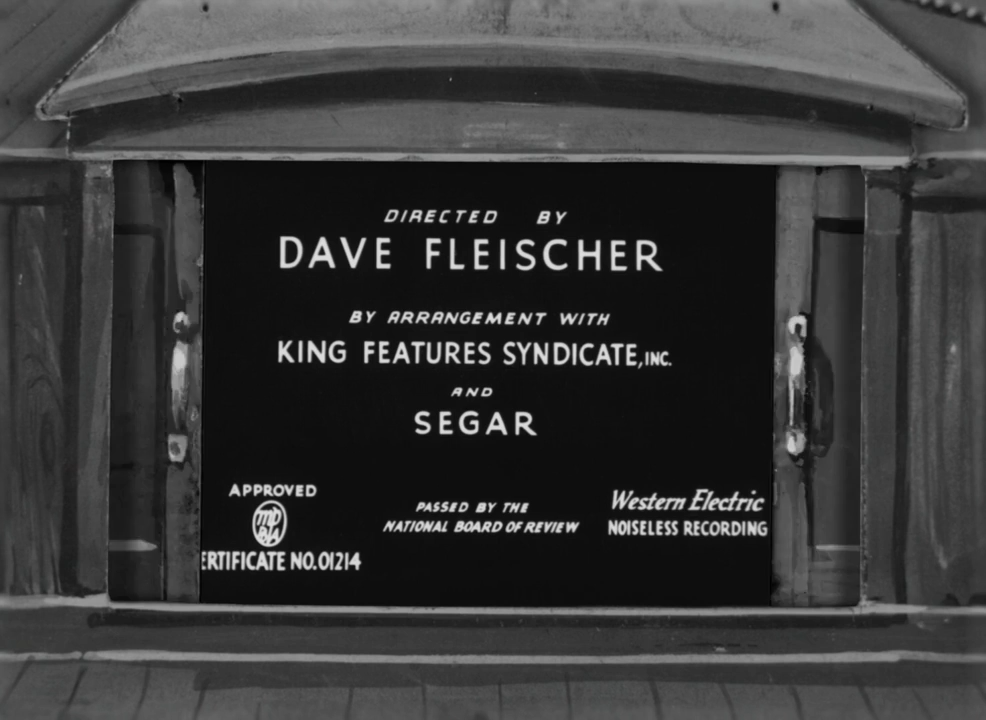 DIRECTED BY
DAVE FLEISCHER
BY ARRANGEMENT WITH
KING FEATURES SYNDICATE, INC.
AND
SEGAR
APPROVED
MPPDA
ERTIFICATE NO. 01214
PASSED BY THE
NATIONAL BOARD OF REVIEW
Western Electric
NOISELESS RECORDING